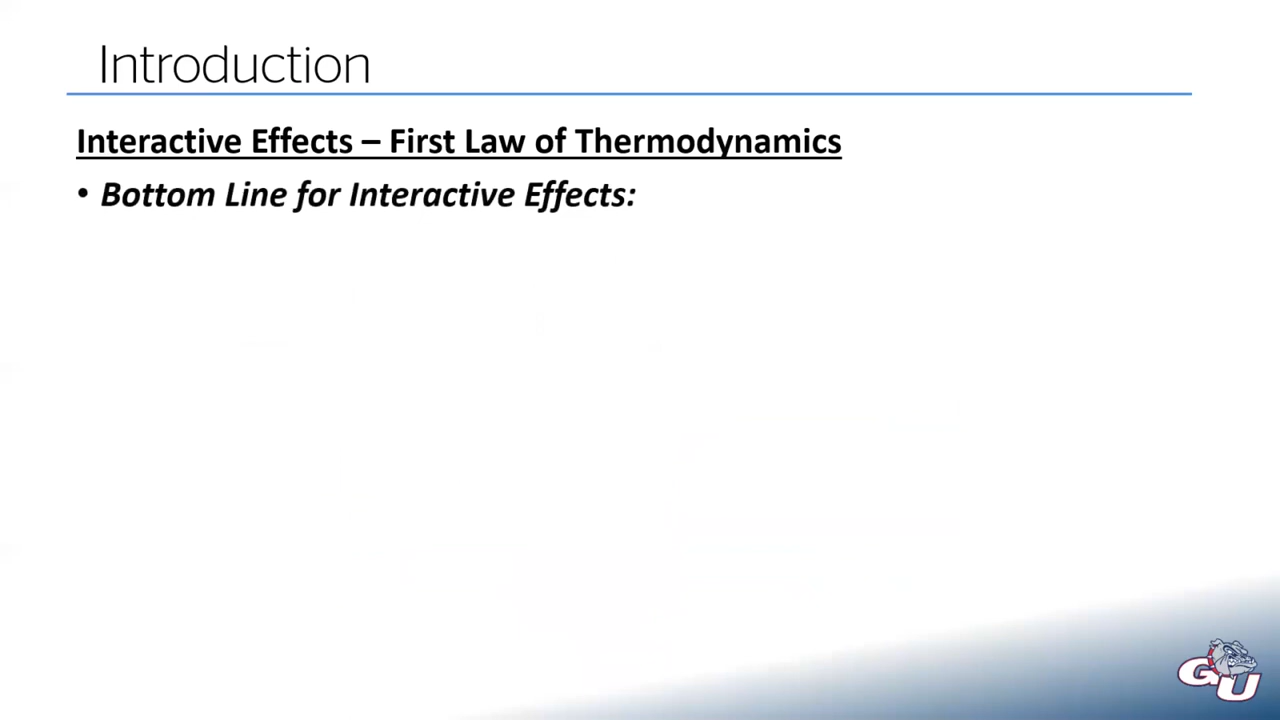 Introduction
Interactive Effects – First Law of Thermodynamics
• Bottom Line for Interactive Effects:
GU